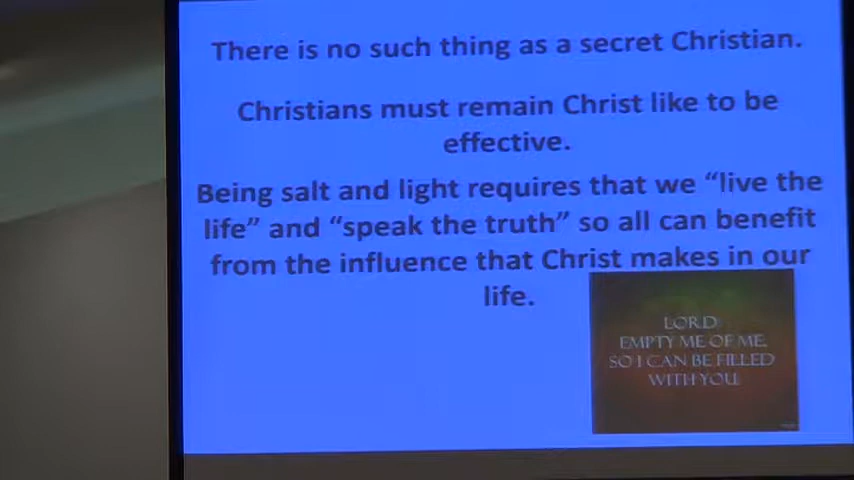 There is no such thing as a secret Christian.
Christians must remain Christ like to be
effective.
Being salt and light requires that we “live the
life” and “speak the truth” so all can benefit
from the influence that Christ makes in our
life.
LORD
EMPTY ME OF ME
SO I CAN BE FILLED
WITH YOU